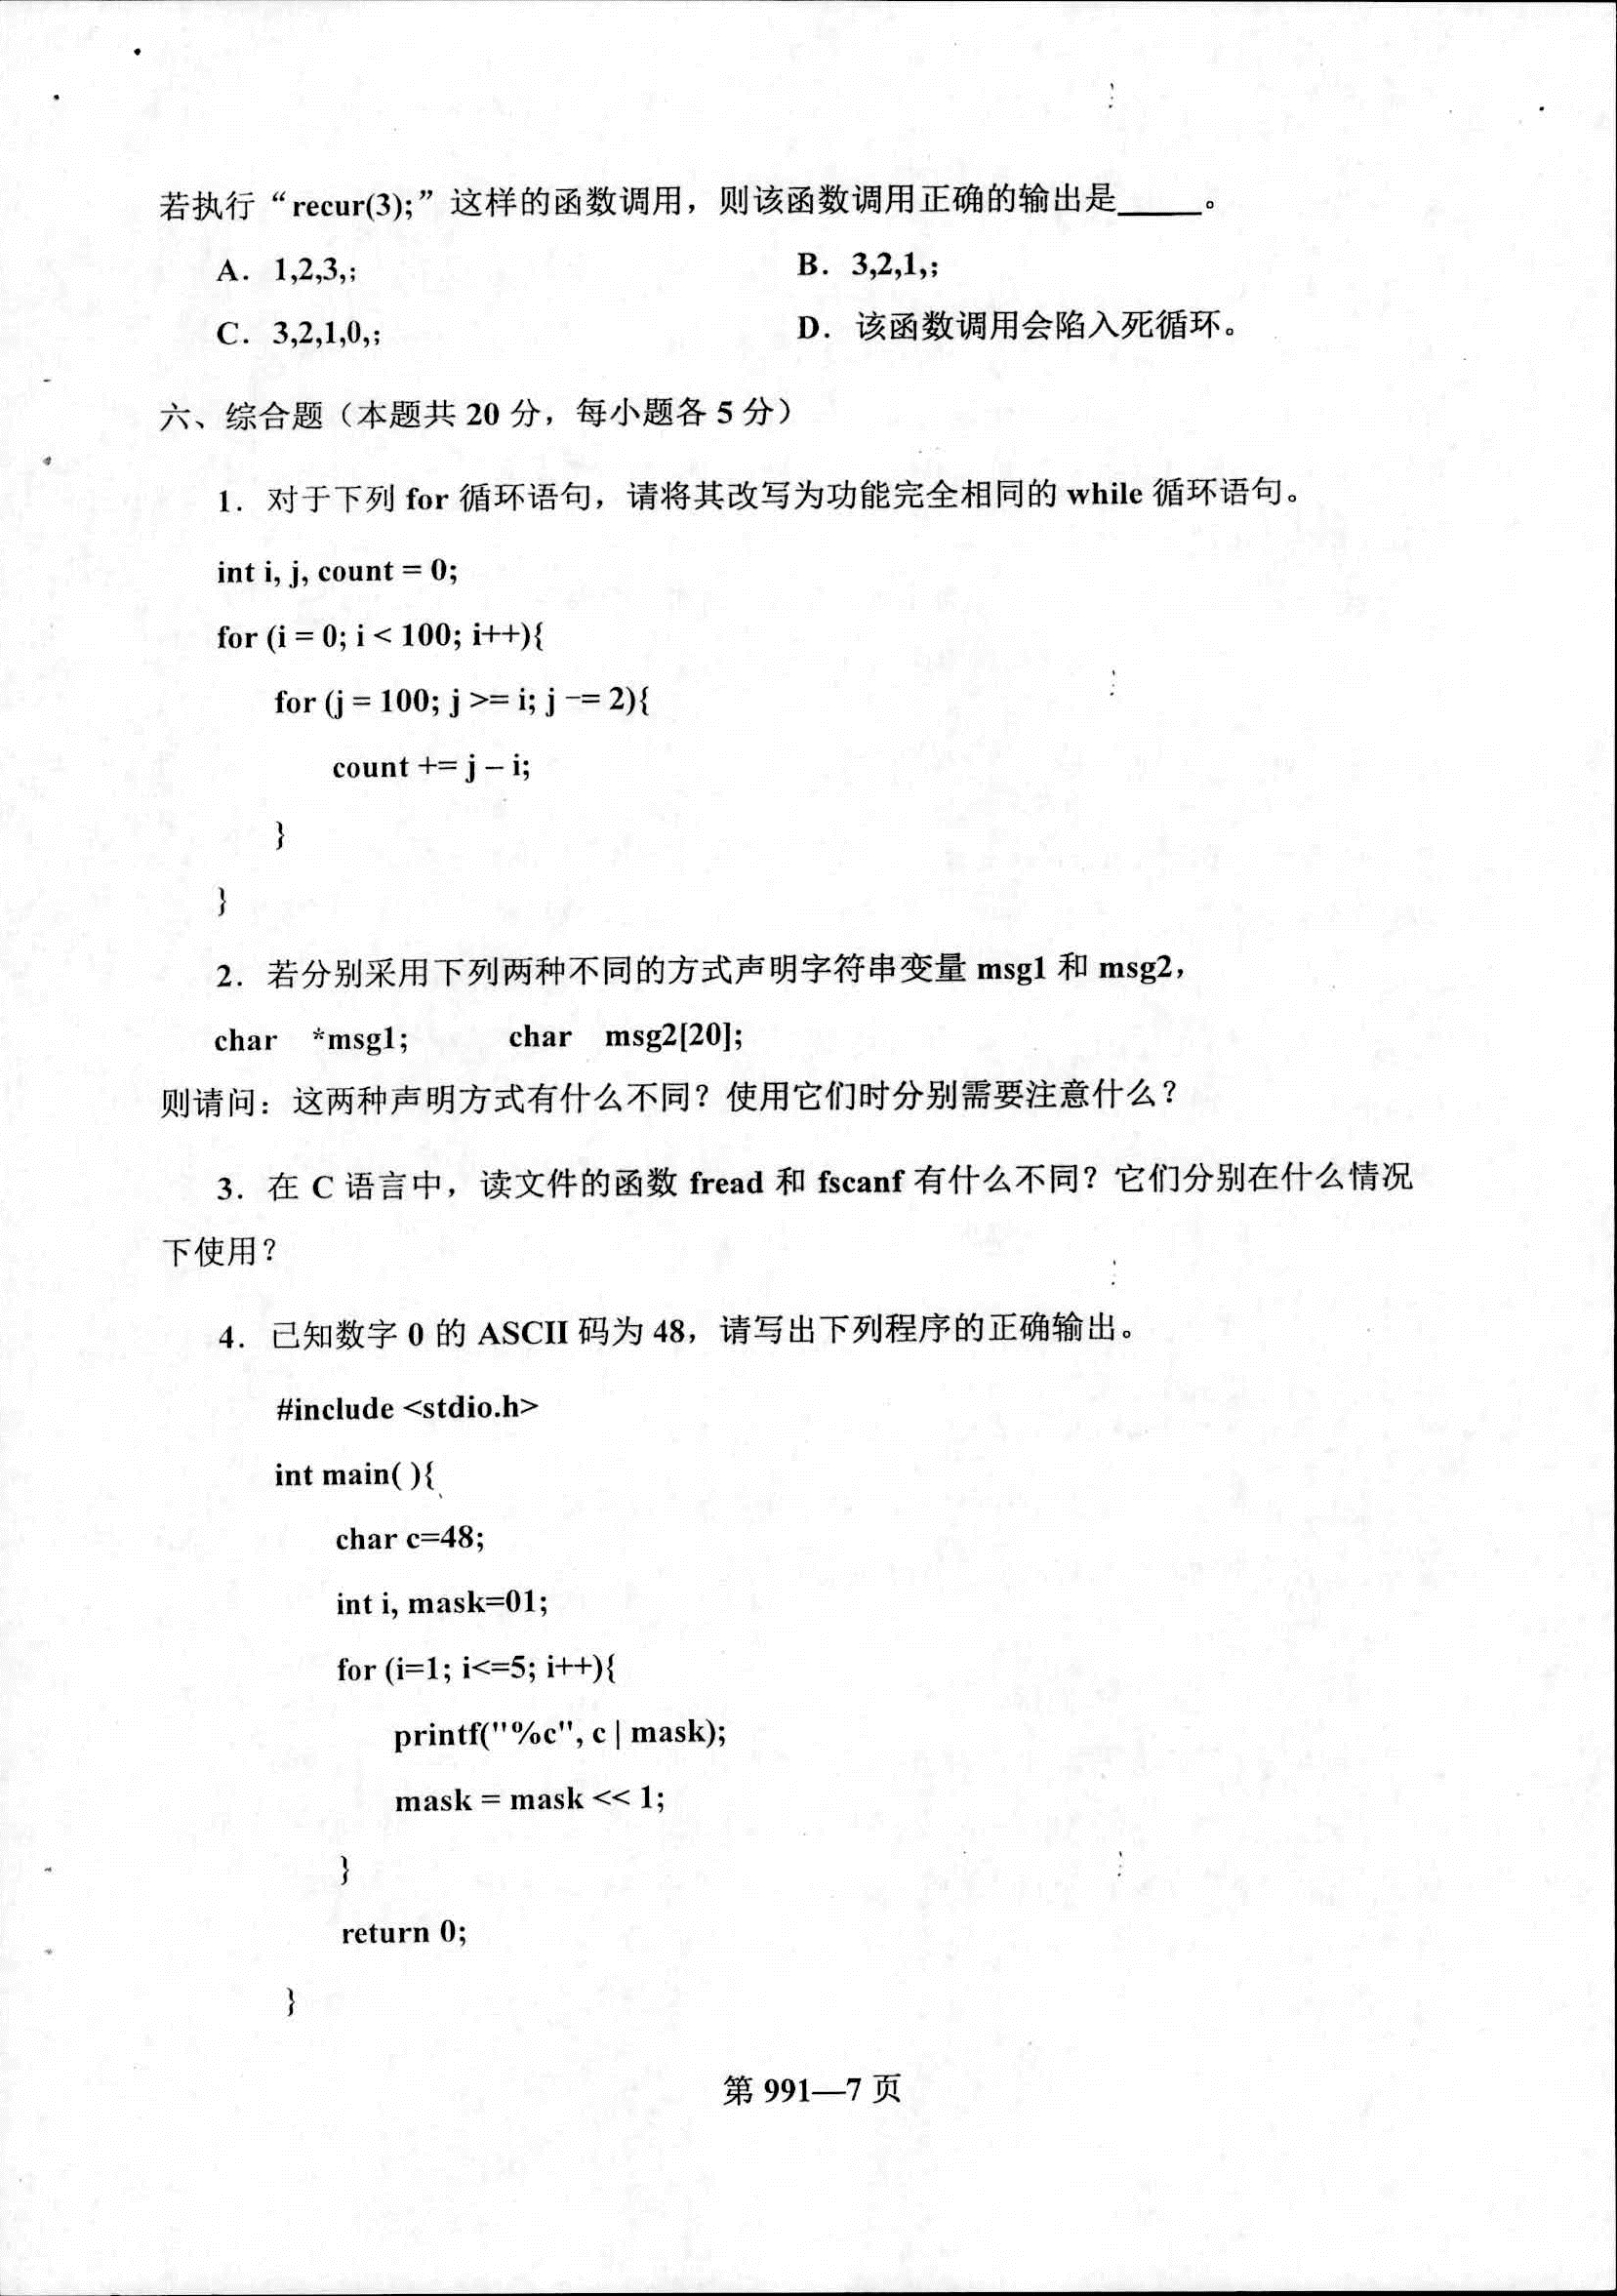 若执行“recur(3);”这样的函数调用，则该函数调用正确的输出是_____。
A. 1,2,3,; B. 3,2,1,;
C. 3,2,1,0,; D. 该函数调用会陷入死循环。
六、综合题（本题共 20 分，每小题各 5 分）
1. 对于下列 for 循环语句，请将其改写为功能完全相同的 while 循环语句。
int i, j, count = 0;
for (i = 0; i < 100; i++){
for (j = 100; j >= i; j -= 2){
count += j – i;
}
}
2. 若分别采用下列两种不同的方式声明字符串变量 msg1 和 msg2，
char *msg1; char msg2[20];
则请问：这两种声明方式有什么不同？使用它们时分别需要注意什么？
3. 在 C 语言中，读文件的函数 fread 和 fscanf 有什么不同？它们分别在什么情况
下使用？
4. 已知数字 0 的 ASCII 码为 48，请写出下列程序的正确输出。
#include <stdio.h>
int main( ){
char c=48;
int i, mask=01;
for (i=1; i<=5; i++){
printf("%c", c | mask);
mask = mask << 1;
}
return 0;
}
第 991—7 页